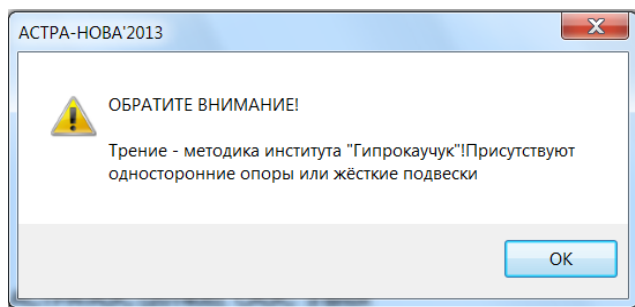 АСТРА-НОВА'2013
ОБРАТИТЕ ВНИМАНИЕ!
Трение - методика института "Гипрокаучук"!Присутствуют
односторонние опоры или жёсткие подвески
OK